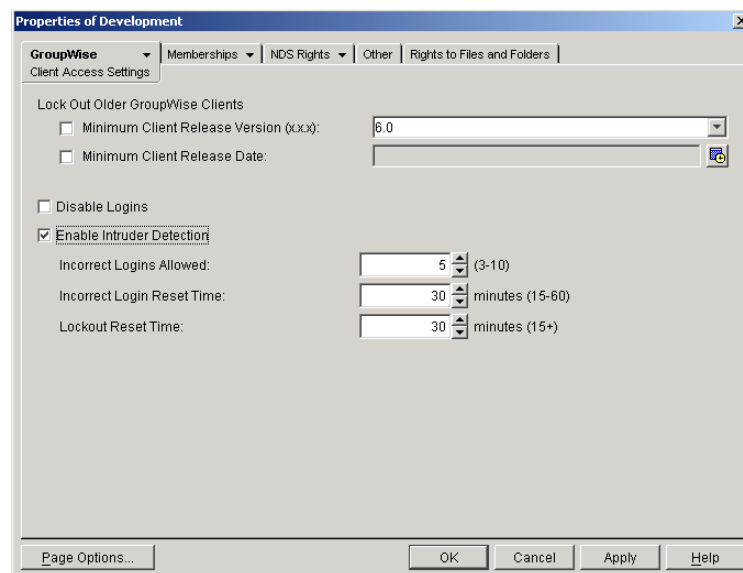 Properties of Development
GroupWise Memberships NDS Rights Other Rights to Files and Folders
Client Access Settings
Lock Out Older GroupWise Clients
Minimum Client Release Version (x.x.x): 6.0
Minimum Client Release Date:
Disable Logins
Enable Intruder Detection
Incorrect Logins Allowed: 5 (3-10)
Incorrect Login Reset Time: 30 minutes (15-60)
Lockout Reset Time: 30 minutes (15+)
Page Options... OK Cancel Apply Help